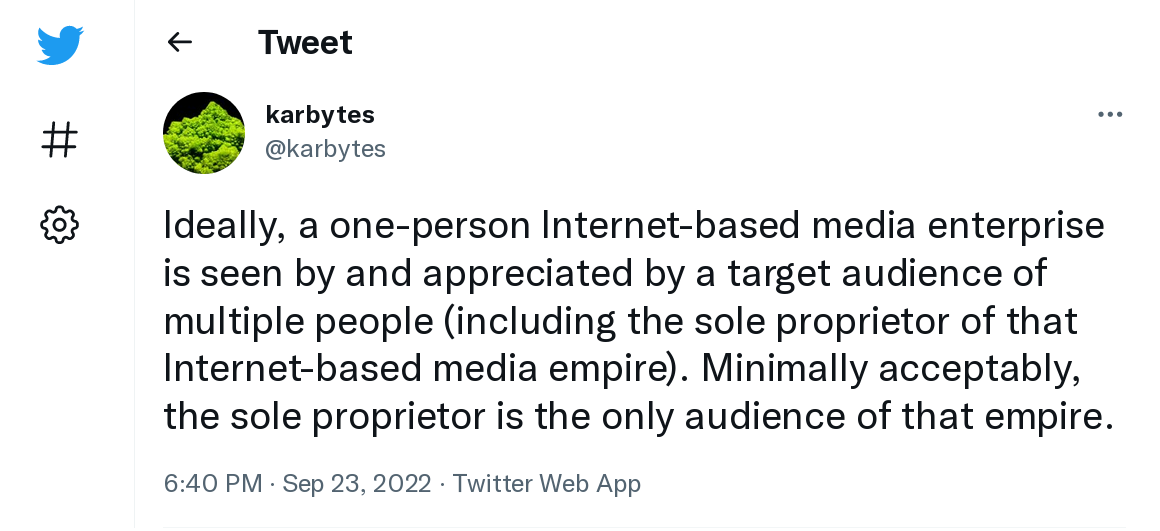 Tweet
karbytes
@karbytes
Ideally, a one-person Internet-based media enterprise
is seen by and appreciated by a target audience of
multiple people (including the sole proprietor of that
Internet-based media empire). Minimally acceptably,
the sole proprietor is the only audience of that empire.
6:40 PM · Sep 23, 2022 · Twitter Web App